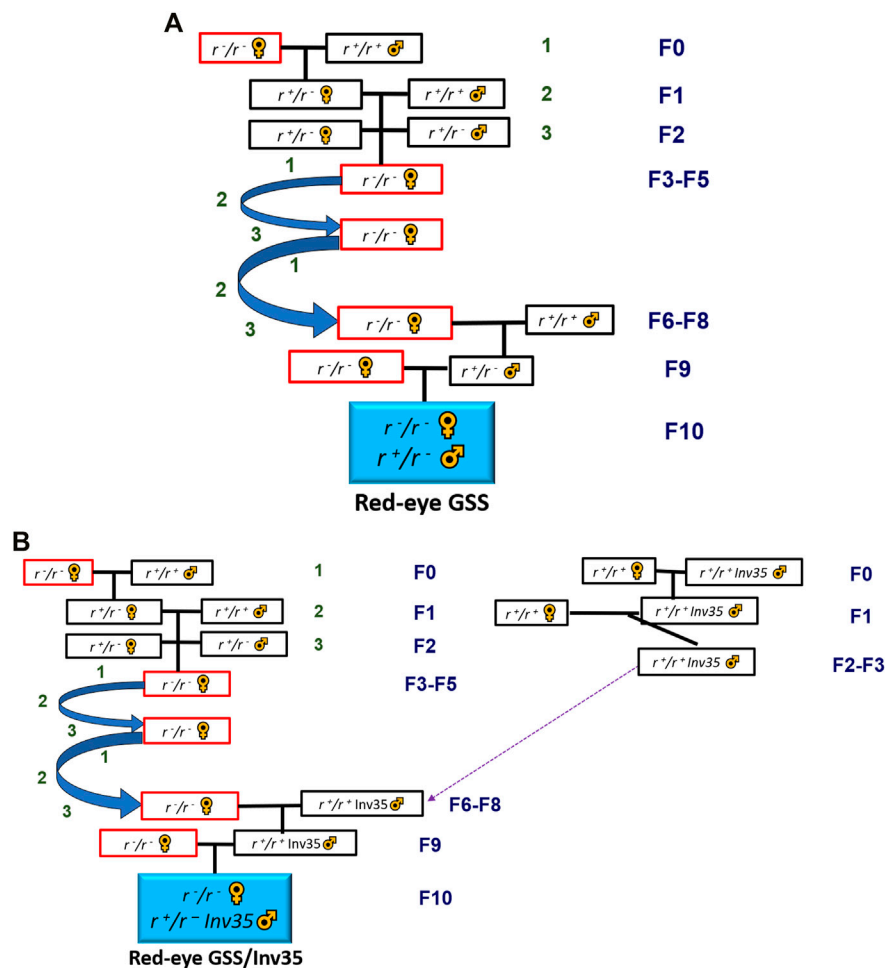 A
r⁻/r⁻ ♀ r⁺/r⁺ ♂ 1 F0
r⁺/r⁻ ♀ r⁺/r⁺ ♂ 2 F1
r⁺/r⁻ ♀ r⁺/r⁻ ♂ 3 F2
1
r⁻/r⁻ ♀ F3-F5
2
3 r⁻/r⁻ ♀
1
2
3 r⁻/r⁻ ♀ r⁺/r⁺ ♂ F6-F8
r⁻/r⁻ ♀ r⁺/r⁻ ♂ F9
r⁻/r⁻ ♀
r⁺/r⁻ ♂ F10
Red-eye GSS
B
r⁻/r⁻ ♀ r⁺/r⁺ ♂ 1 F0
r⁺/r⁻ ♀ r⁺/r⁺ ♂ 2 F1
r⁺/r⁻ ♀ r⁺/r⁻ ♂ 3 F2
1
r⁻/r⁻ ♀ F3-F5
2
3 r⁻/r⁻ ♀
1
2
3 r⁻/r⁻ ♀ r⁺/r⁺ Inv35 ♂ F6-F8
r⁻/r⁻ ♀ r⁺/r⁺ Inv35 ♂ F9
r⁻/r⁻ ♀ F10
r⁺/r⁻ Inv35 ♂
Red-eye GSS/Inv35
r⁺/r⁺ ♀ r⁺/r⁺ Inv35 ♂ F0
r⁺/r⁺ ♀ r⁺/r⁺ Inv35 ♂ F1
r⁺/r⁺ Inv35 ♂ F2-F3